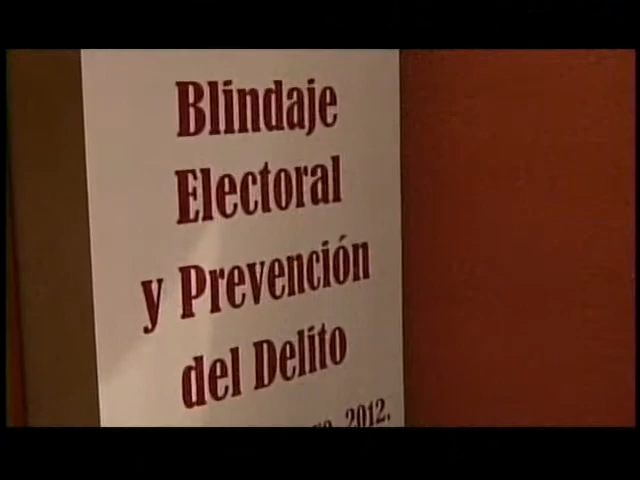 Blindaje
Electoral
y Prevención
del Delito
2012.